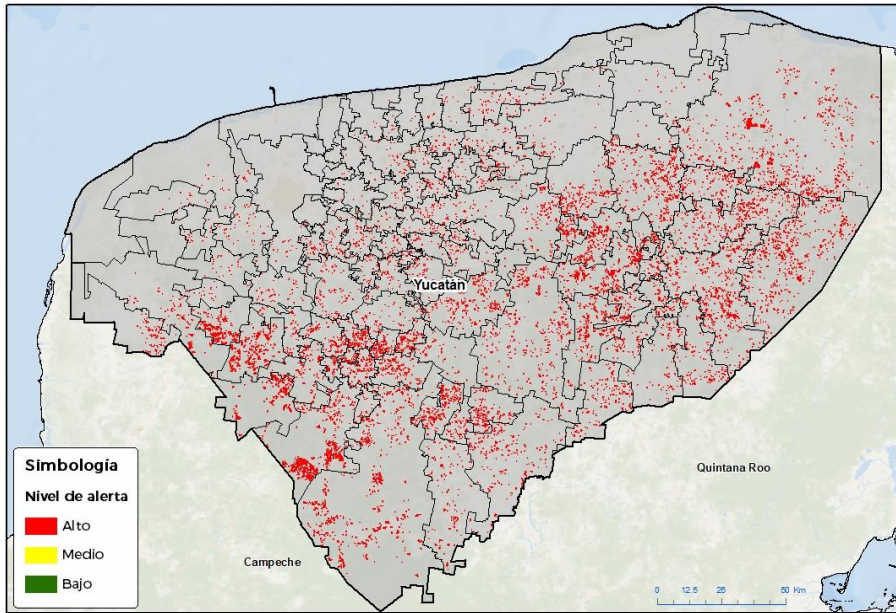 Yucatán
Quintana Roo
Campeche
Simbología
Nivel de alerta
Alto
Medio
Bajo
0 12.5 25 50 Km